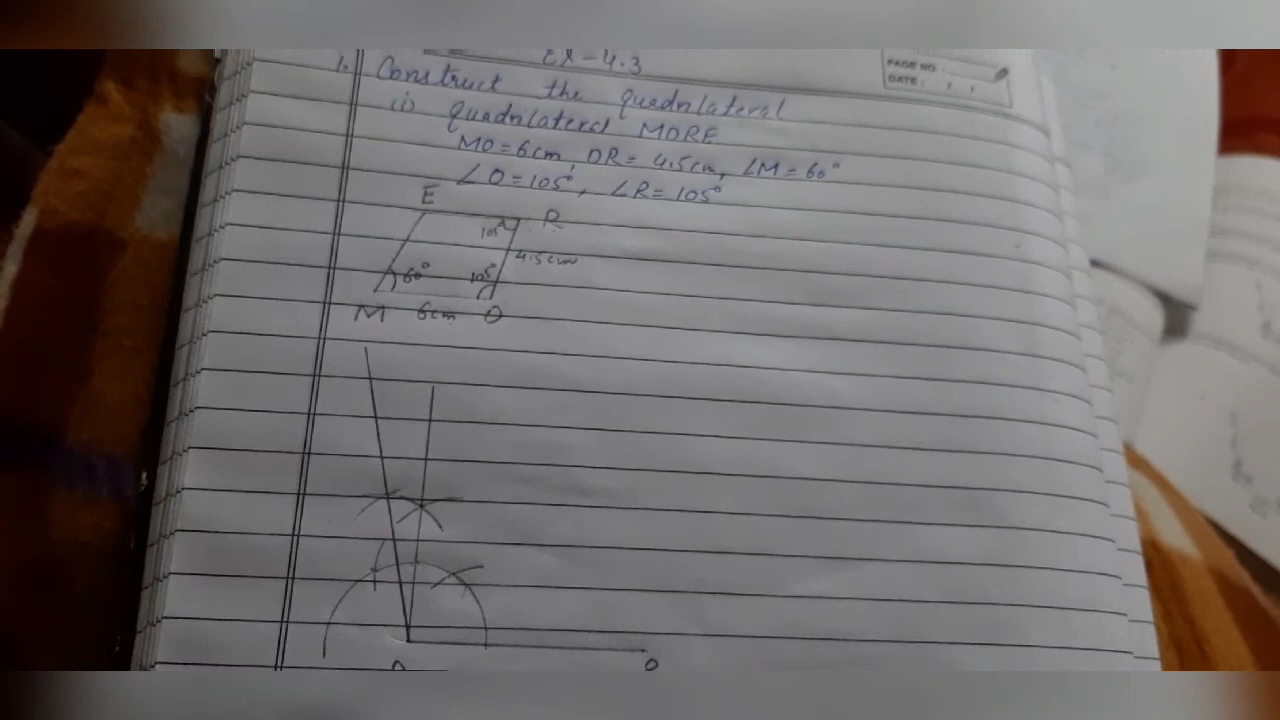 Ex-4.3
PAGE NO.:
DATE: / /
1. Construct the quadrilateral
(i) quadrilateral MORE
MO=6cm, OR=4.5cm, ∠M=60°
∠O=105°, ∠R=105°
E
105° R
4.5cm
60° 105°
M 6cm O
O